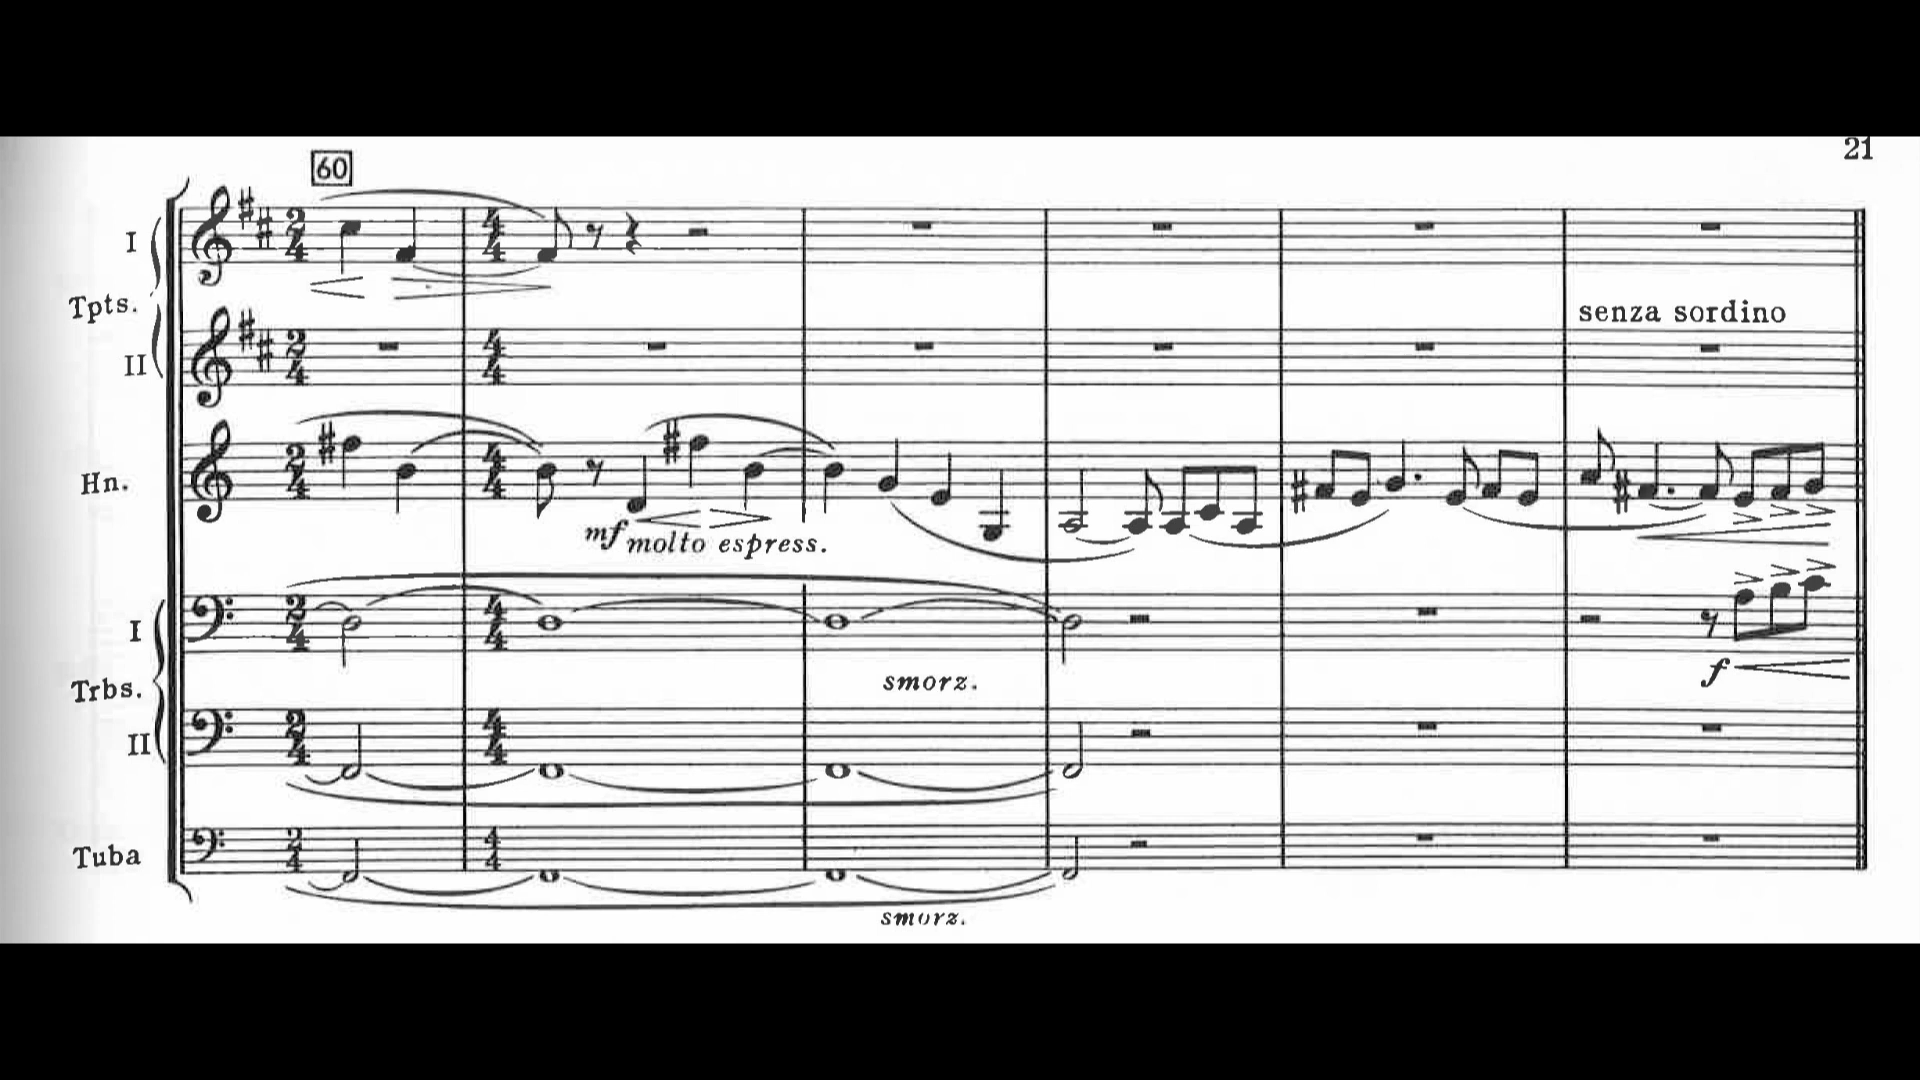 21
60
I
Tpts.
senza sordino
II
Hn.
mf molto espress.
I
Trbs.
smorz.
f
II
Tuba
smorz.